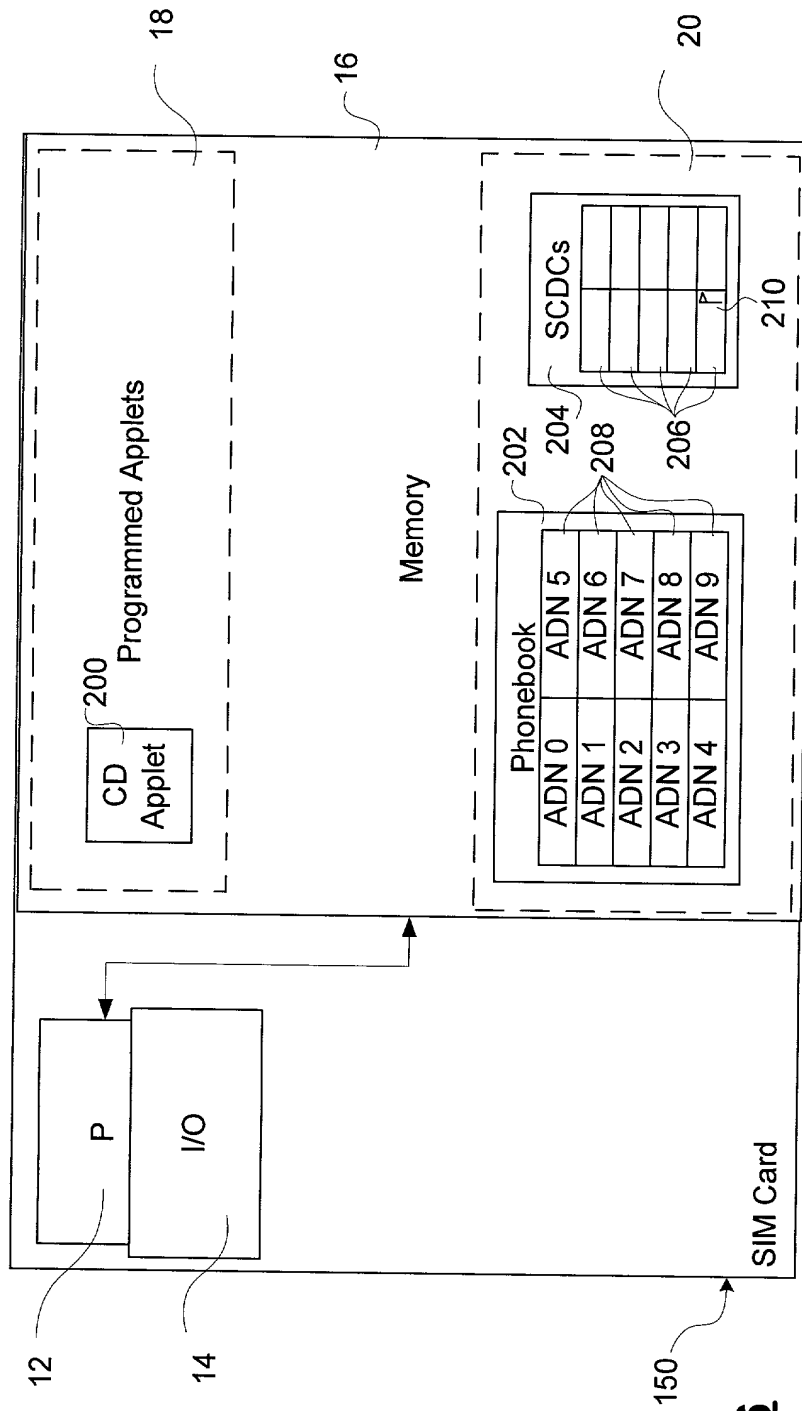 12
P
14
I/O
18
Programmed Applets
200
CD
Applet
16
Memory
202
Phonebook
ADN 0 ADN 5
ADN 1 ADN 6
ADN 2 ADN 7
ADN 3 ADN 8
ADN 4 ADN 9
208
204
SCDCs
206
210
20
SIM Card
150